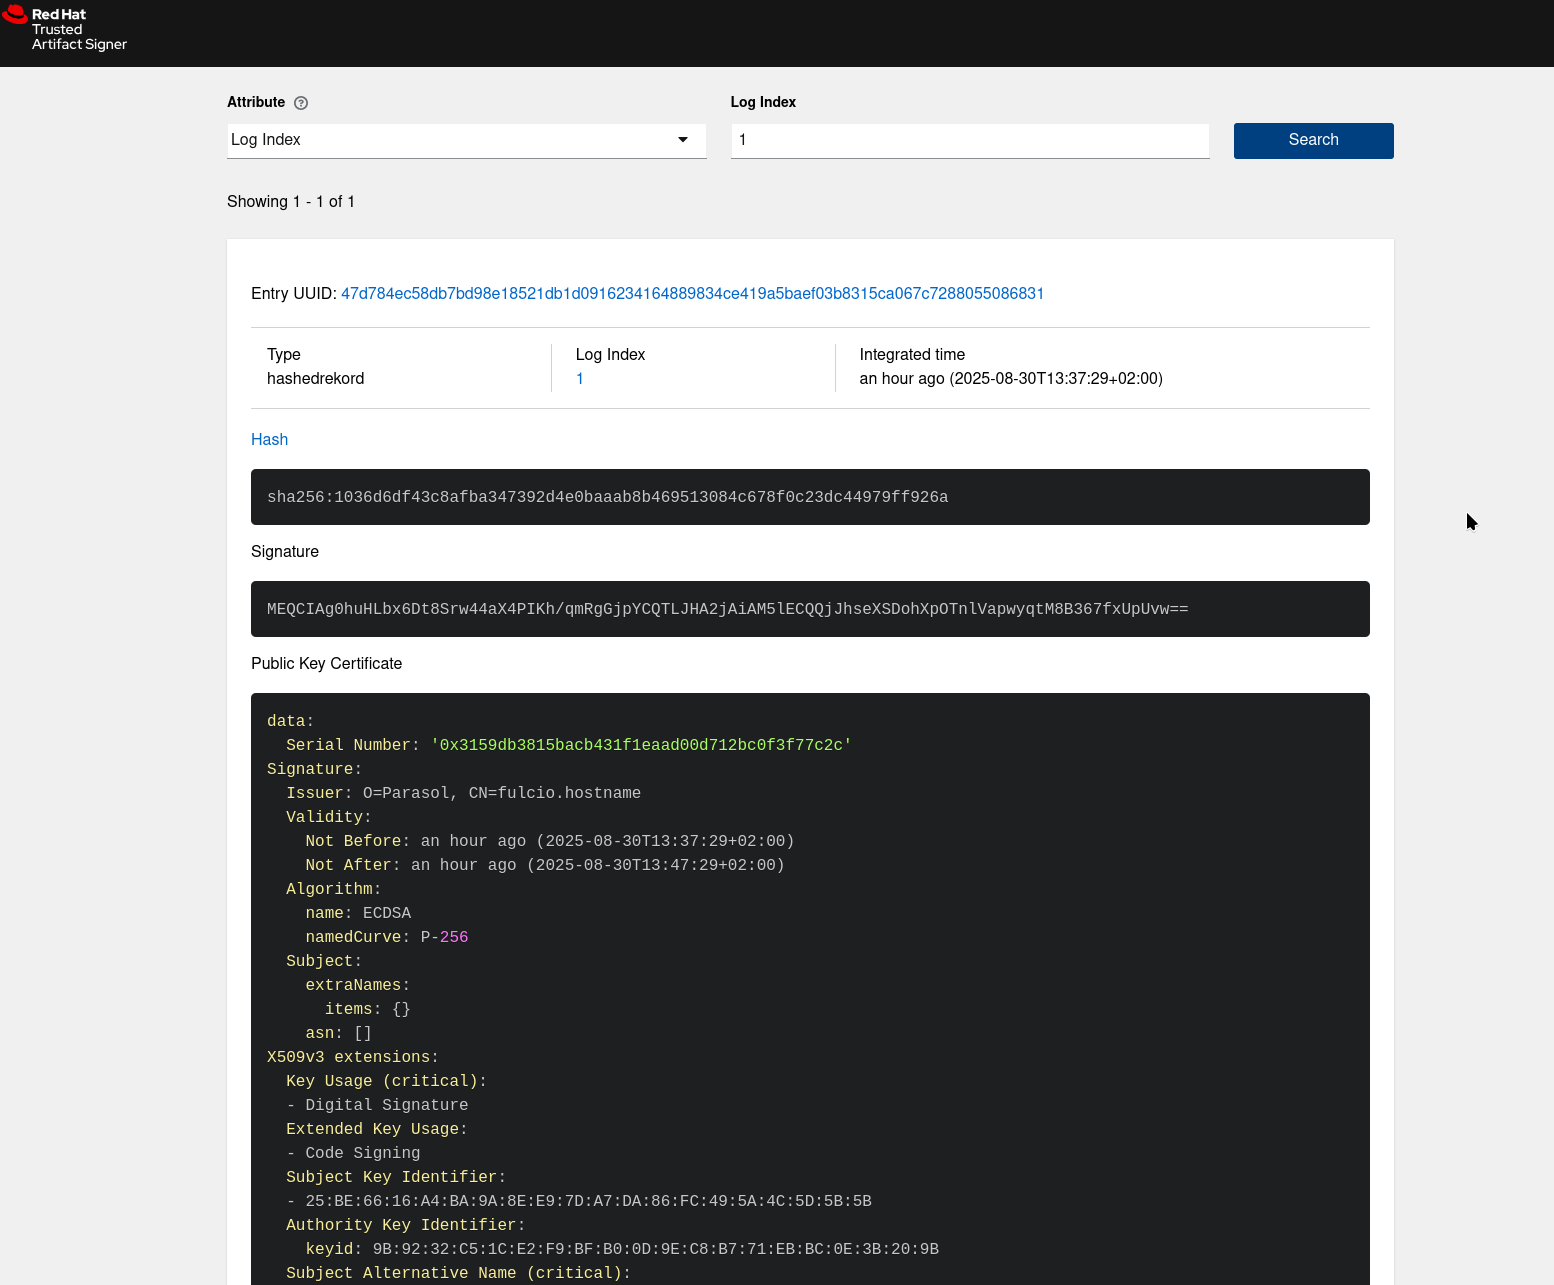 Red Hat
Trusted
Artifact Signer
Attribute
Log Index
Log Index
1
Search
Showing 1 - 1 of 1
Entry UUID: 47d784ec58db7bd98e18521db1d0916234164889834ce419a5baef03b8315ca067c7288055086831
Type
hashedrekord
Log Index
1
Integrated time
an hour ago (2025-08-30T13:37:29+02:00)
Hash
sha256:1036d6df43c8afba347392d4e0baaab8b469513084c678f0c23dc44979ff926a
Signature
MEQCIAg0huHLbx6Dt8Srw44aX4PIKh/qmRgGjpYCQTLJHA2jAiAM5lECQQjJhseXSDohXpOTnlVapwyqtM8B367fxUpUvw==
Public Key Certificate
data:
Serial Number: '0x3159db3815bacb431f1eaad00d712bc0f3f77c2c'
Signature:
Issuer: O=Parasol, CN=fulcio.hostname
Validity:
Not Before: an hour ago (2025-08-30T13:37:29+02:00)
Not After: an hour ago (2025-08-30T13:47:29+02:00)
Algorithm:
name: ECDSA
namedCurve: P-256
Subject:
extraNames:
items: {}
asn: []
X509v3 extensions:
Key Usage (critical):
- Digital Signature
Extended Key Usage:
- Code Signing
Subject Key Identifier:
- 25:BE:66:16:A4:BA:9A:8E:E9:7D:A7:DA:86:FC:49:5A:4C:5D:5B:5B
Authority Key Identifier:
keyid: 9B:92:32:C5:1C:E2:F9:BF:B0:0D:9E:C8:B7:71:EB:BC:0E:3B:20:9B
Subject Alternative Name (critical):